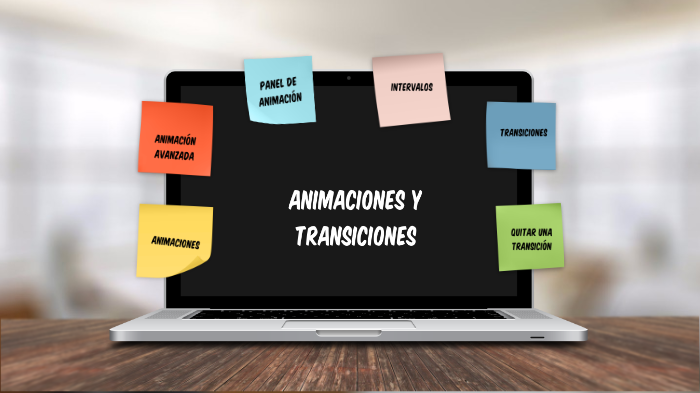 PANEL DE
ANIMACIÓN
INTERVALOS
ANIMACIÓN
AVANZADA
TRANSICIONES
ANIMACIONES Y
TRANSICIONES
ANIMACIONES
QUITAR UNA
TRANSICIÓN